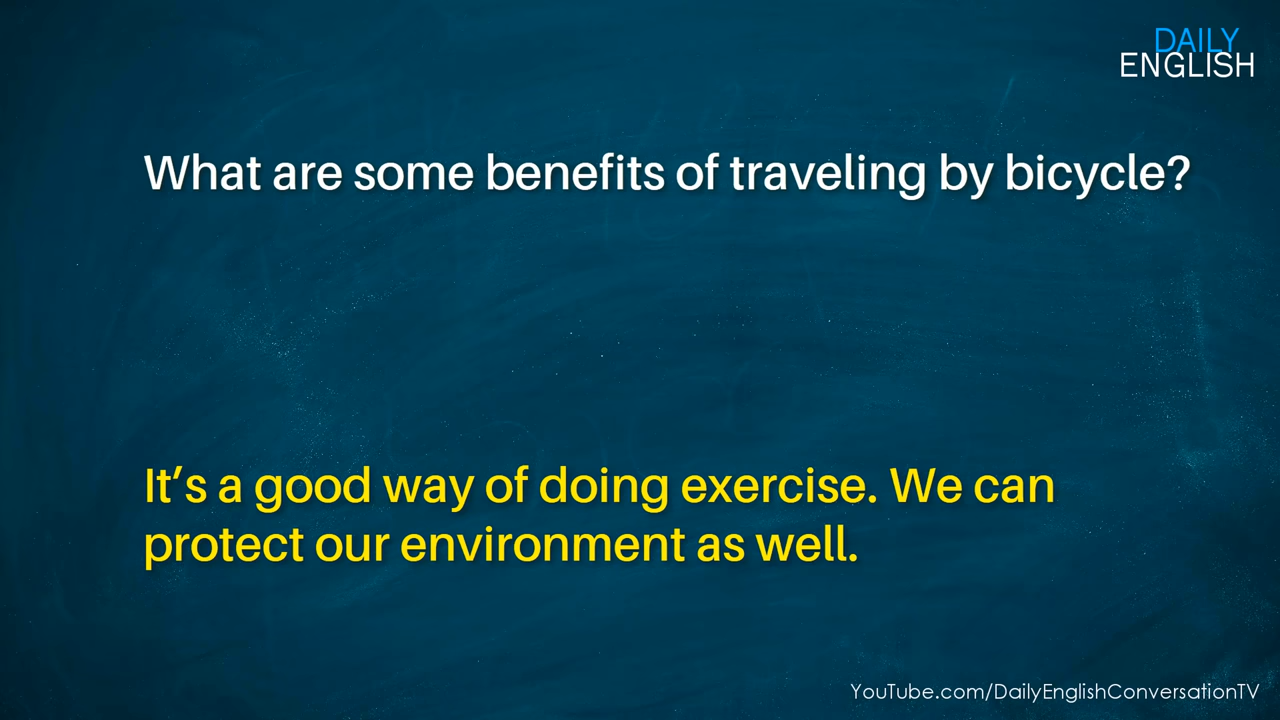 DAILY
ENGLISH
What are some benefits of traveling by bicycle?
It’s a good way of doing exercise. We can
protect our environment as well.
YouTube.com/DailyEnglishConversationTV